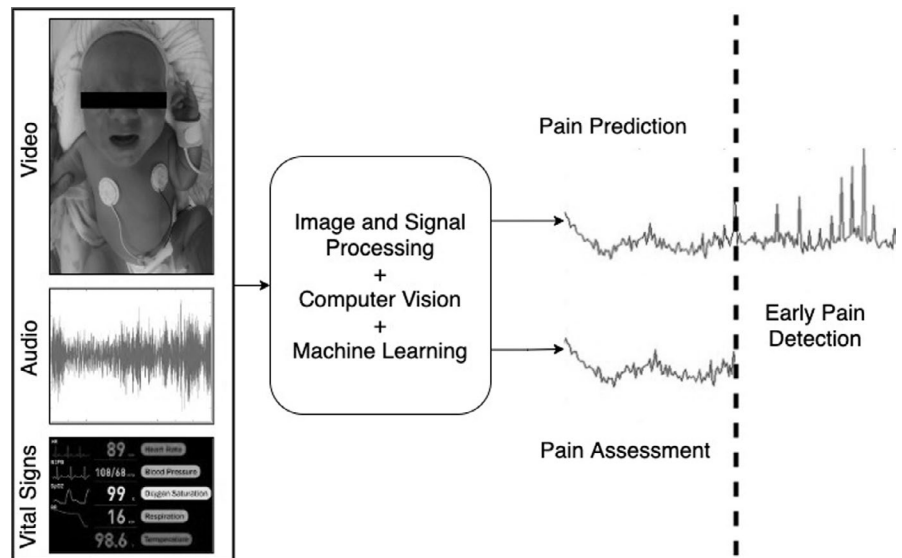 Video
Audio
Vital Signs
89
Heart Rate
108/68
Blood Pressure
SpO2
99
Oxygen Saturation
16
Respiration
98.6
Temperature
Image and Signal
Processing
+
Computer Vision
+
Machine Learning
Pain Prediction
Pain Assessment
Early Pain
Detection